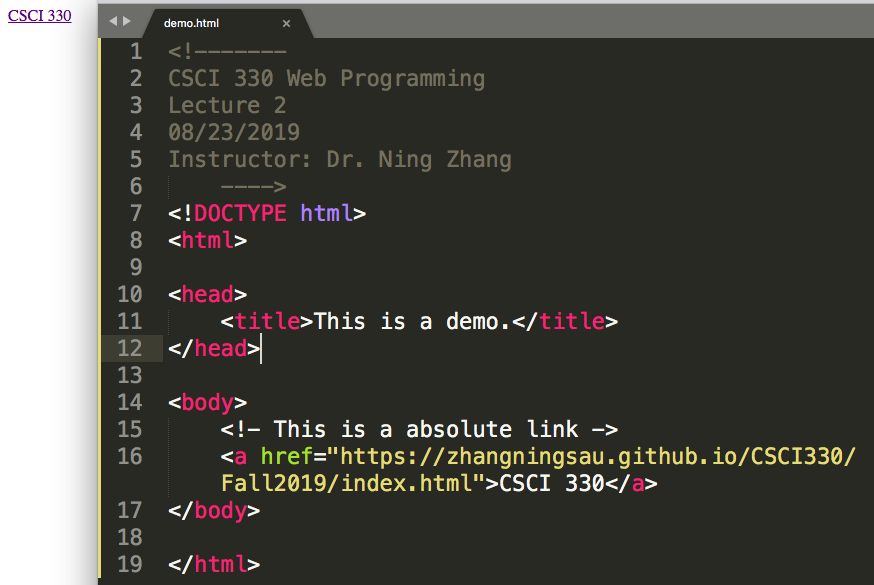 CSCI 330
demo.html ×
1 <!-------
2 CSCI 330 Web Programming
3 Lecture 2
4 08/23/2019
5 Instructor: Dr. Ning Zhang
6 ---->
7 <!DOCTYPE html>
8 <html>
9
10 <head>
11 <title>This is a demo.</title>
12 </head>
13
14 <body>
15 <!- This is a absolute link ->
16 <a href="https://zhangningsau.github.io/CSCI330/
Fall2019/index.html">CSCI 330</a>
17 </body>
18
19 </html>